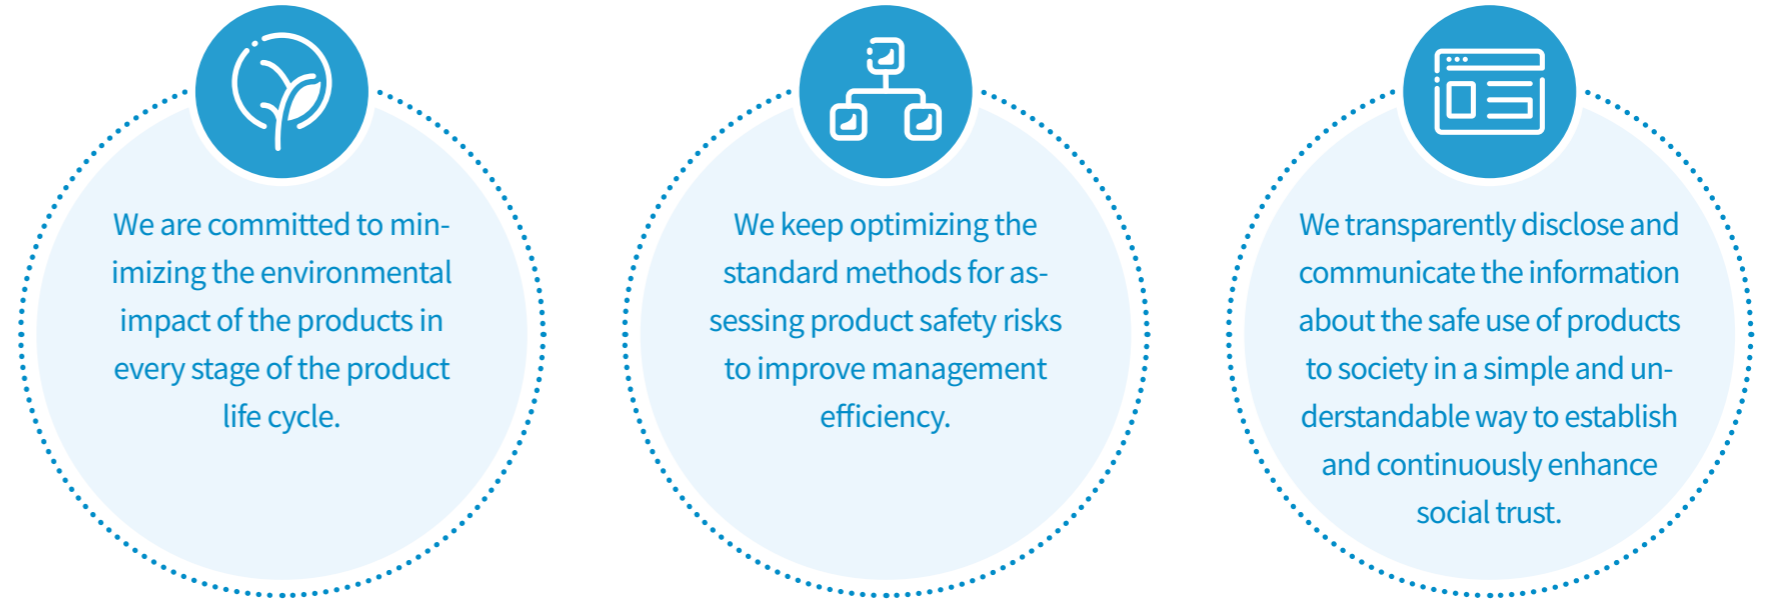 We are committed to min-
imizing the environmental
impact of the products in
every stage of the product
life cycle.
We keep optimizing the
standard methods for as-
sessing product safety risks
to improve management
efficiency.
We transparently disclose and
communicate the information
about the safe use of products
to society in a simple and un-
derstandable way to establish
and continuously enhance
social trust.